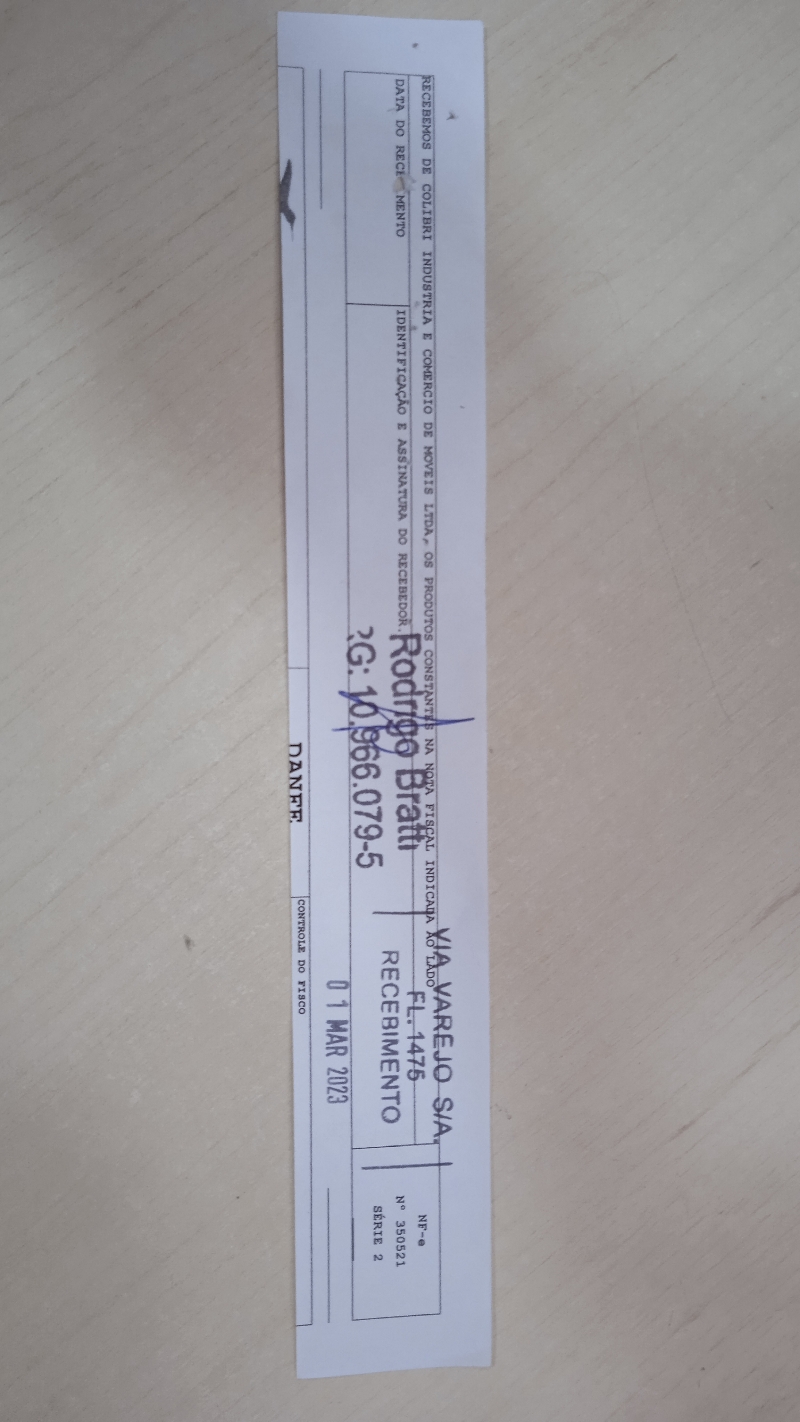 RECEBEMOS DE COLIBRI INDUSTRIA E COMERCIO DE MOVEIS LTDA, OS PRODUTOS CONSTANTES NA NOTA FISCAL INDICADA AO LADO
DATA DO RECE MENTO
IDENTIFICAÇÃO E ASSINATURA DO RECEBEDOR
Rodrigo Bratti
RG: 10.966.079-5
VIA VAREJO S/A.
FL. 1475
RECEBIMENTO
01 MAR 2023
NF-e
Nº 350521
SÉRIE 2
DANFE
CONTROLE DO FISCO